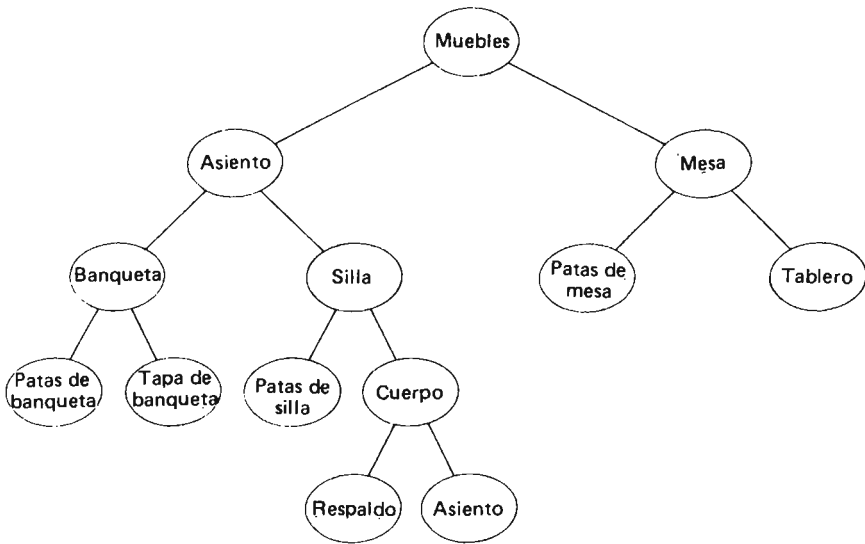 Muebles
Asiento
Mesa
Banqueta
Silla
Patas de
mesa
Tablero
Patas de
banqueta
Tapa de
banqueta
Patas de
silla
Cuerpo
Respaldo
Asiento